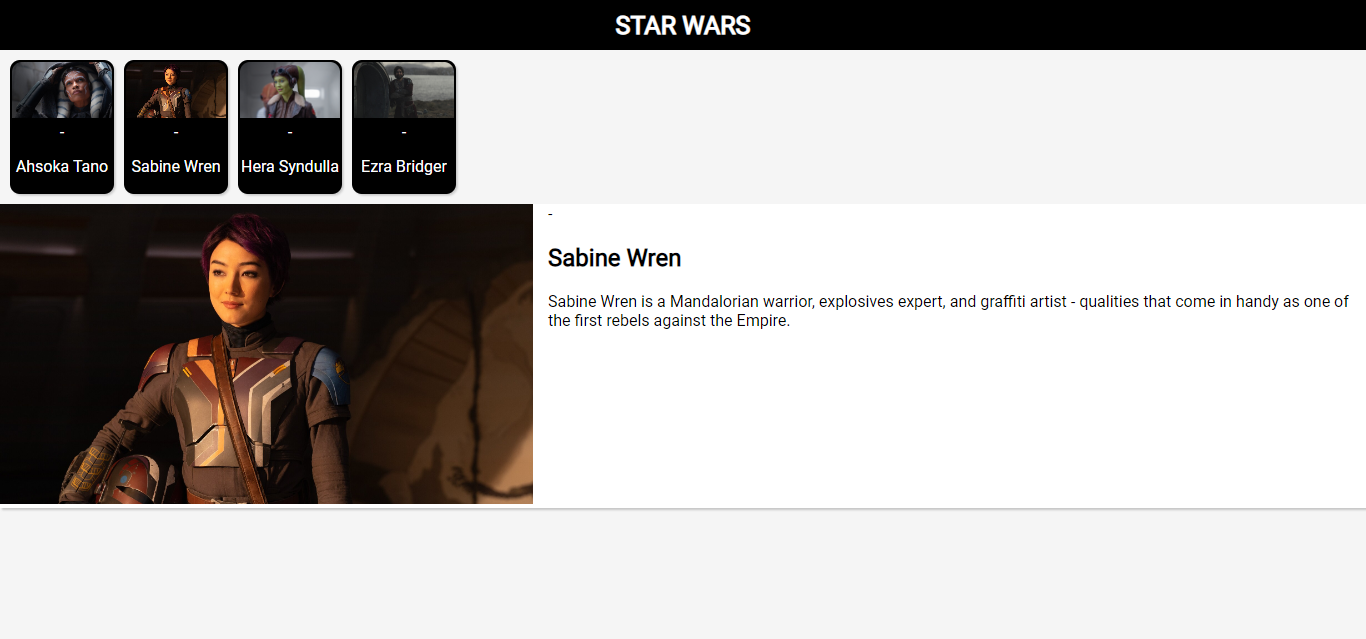 STAR WARS
-
-
-
-
Ahsoka Tano
Sabine Wren
Hera Syndulla
Ezra Bridger
-
Sabine Wren
Sabine Wren is a Mandalorian warrior, explosives expert, and graffiti artist - qualities that come in handy as one of
the first rebels against the Empire.